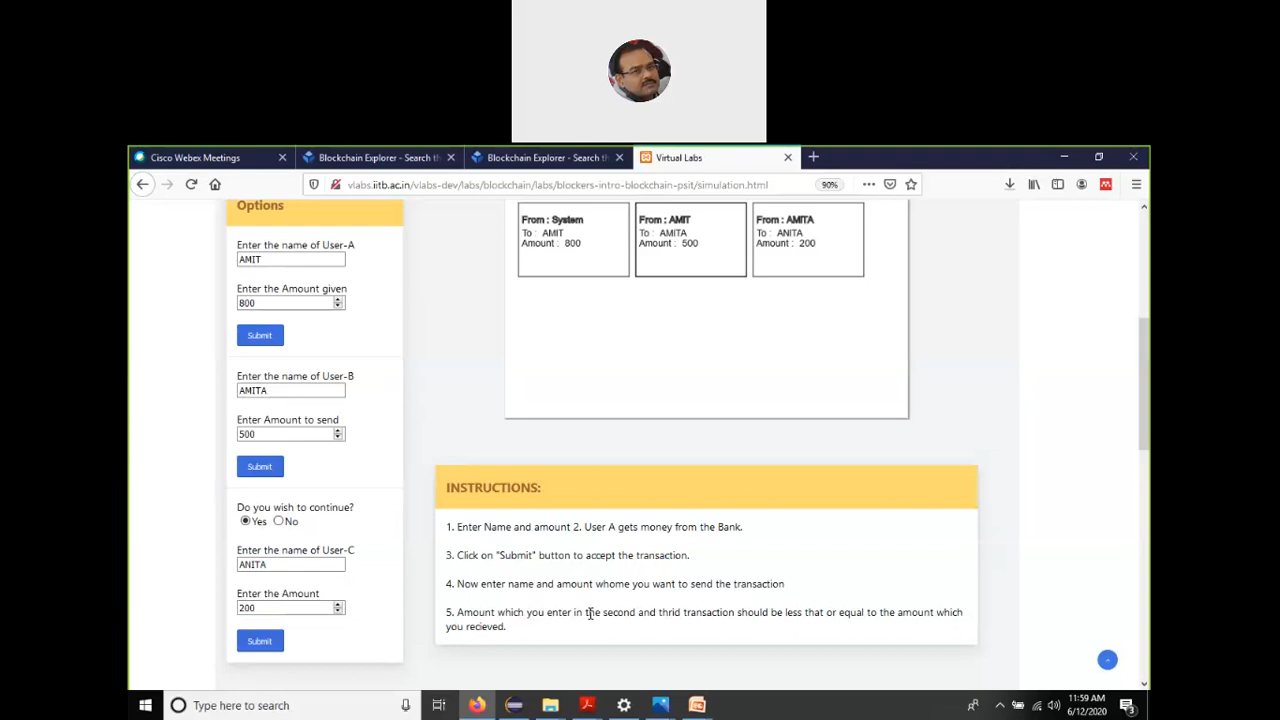 Cisco Webex Meetings
Blockchain Explorer - Search th
Blockchain Explorer - Search th
Virtual Labs
vlabs.iitb.ac.in/vlabs-dev/labs/blockchain/labs/blockers-intro-blockchain-psit/simulation.html
90%
Options
Enter the name of User-A
AMIT
Enter the Amount given
800
Submit
Enter the name of User-B
AMITA
Enter Amount to send
500
Submit
Do you wish to continue?
Yes No
Enter the name of User-C
ANITA
Enter the Amount
200
Submit
From : System
To : AMIT
Amount : 800
From : AMIT
To : AMITA
Amount : 500
From : AMITA
To : ANITA
Amount : 200
INSTRUCTIONS:
1. Enter Name and amount 2. User A gets money from the Bank.
3. Click on "Submit" button to accept the transaction.
4. Now enter name and amount whome you want to send the transaction
5. Amount which you enter in the second and thrid transaction should be less that or equal to the amount which
you recieved.
Type here to search
11:59 AM
6/12/2020
3